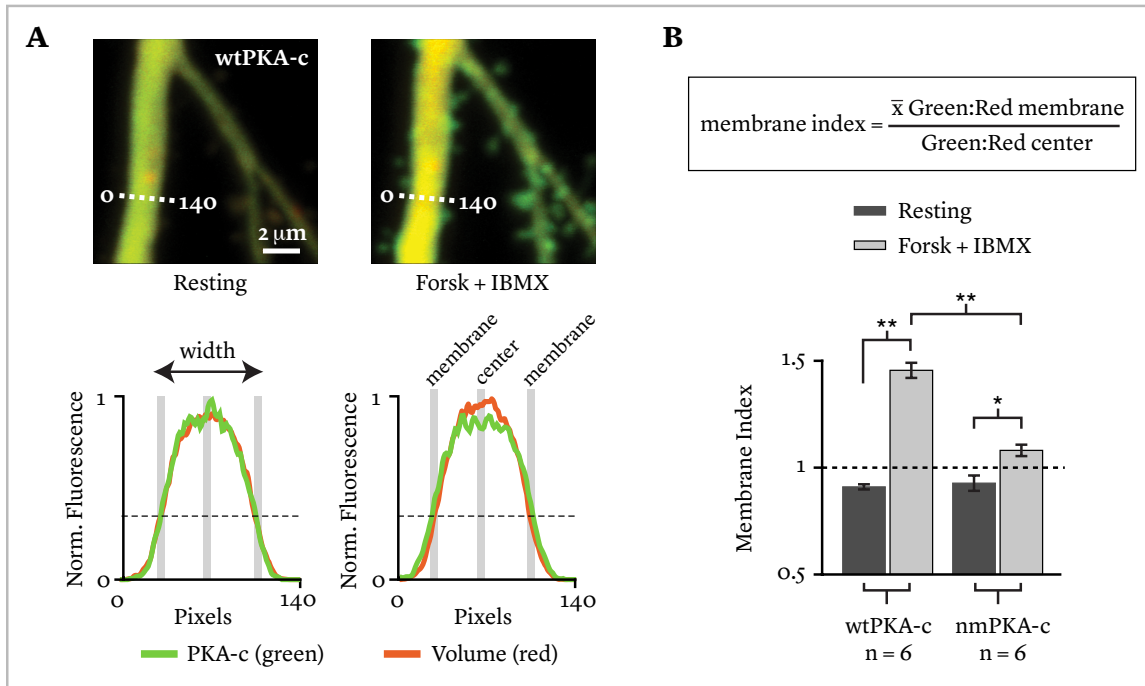 A
wtPKA-c
0
140
2 μm
0
140
Resting
Forsk + IBMX
width
membrane
center
membrane
1
0
Norm. Fluorescence
0
140
Pixels
1
0
Norm. Fluorescence
0
140
Pixels
PKA-c (green)
Volume (red)
B
membrane index = x̅ Green:Red membrane
Green:Red center
Resting
Forsk + IBMX
**
**
*
1.5
1
0.5
Membrane Index
wtPKA-c
n = 6
nmPKA-c
n = 6